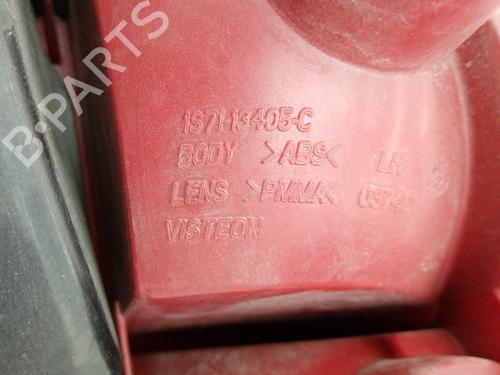 B-PARTS
1S71-13405-C
BODY >ABS< LH
LENS >PMMA<
VISTEON